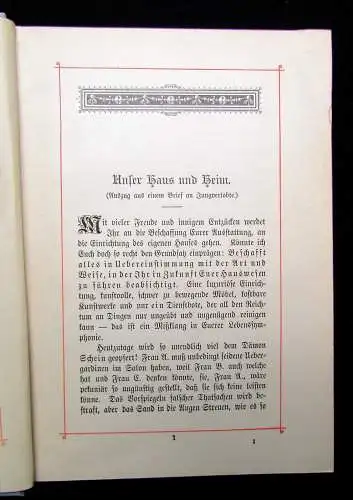 Unser Haus und Heim.
(Auszug aus einem Brief an Jungverlobte.)
Mit vieler Freude und innigem Entzücken werdet
Ihr an die Beschaffung Eurer Ausstattung, an
die Einrichtung des eigenen Hauses gehen. Könnte ich
Euch doch so recht den Grundsatz einprägen: Beschafft
alles in Uebereinstimmung mit der Art und
Weise, in der Ihr in Zukunft Euer Hauswesen
zu führen beabsichtigt. Eine luxuriöse Einrich-
tung, kunstvolle, schwer zu bewegende Möbel, kostbare
Kunstwerke und nur ein Dienstbote, der all den Reich-
tum an Dingen nur ungeübt und ungenügend reinigen
kann — das ist ein Mißklang in Euerer Lebenssym-
phonie.
Heutzutage wird so unendlich viel dem Dämon
Schein geopfert! Frau A. muß unbedingt seidene Ueber-
gardinen im Salon haben, weil Frau B. auch welche
hat und Frau C. denken könnte, sie, Frau A., wäre
pekuniär so ungünstig gestellt, daß sie sich keine leisten
könne. Das Vorspiegeln falscher Thatsachen wird be-
straft, aber das Sand in die Augen Streuen, wie es so
1
1